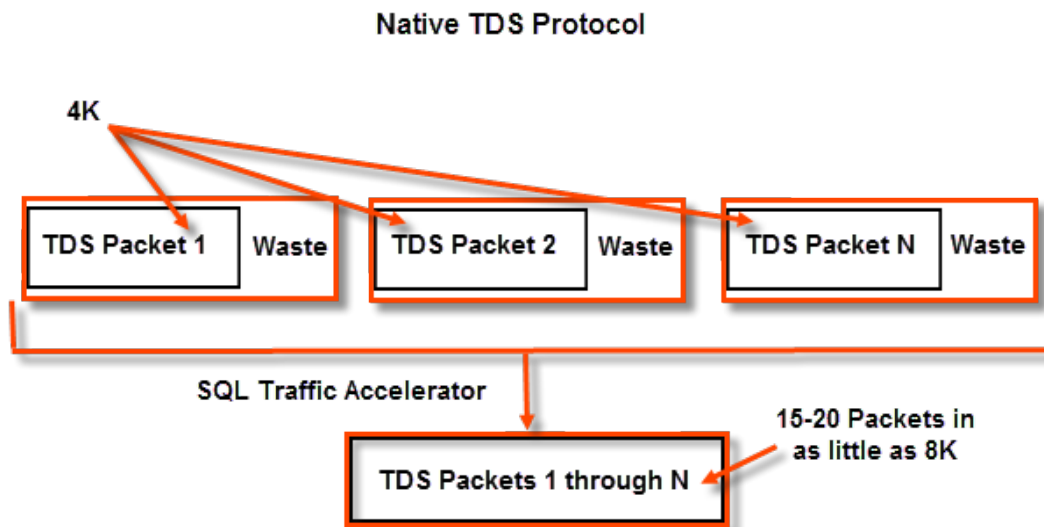 Native TDS Protocol
4K
TDS Packet 1
Waste
TDS Packet 2
Waste
TDS Packet N
Waste
SQL Traffic Accelerator
15-20 Packets in
as little as 8K
TDS Packets 1 through N